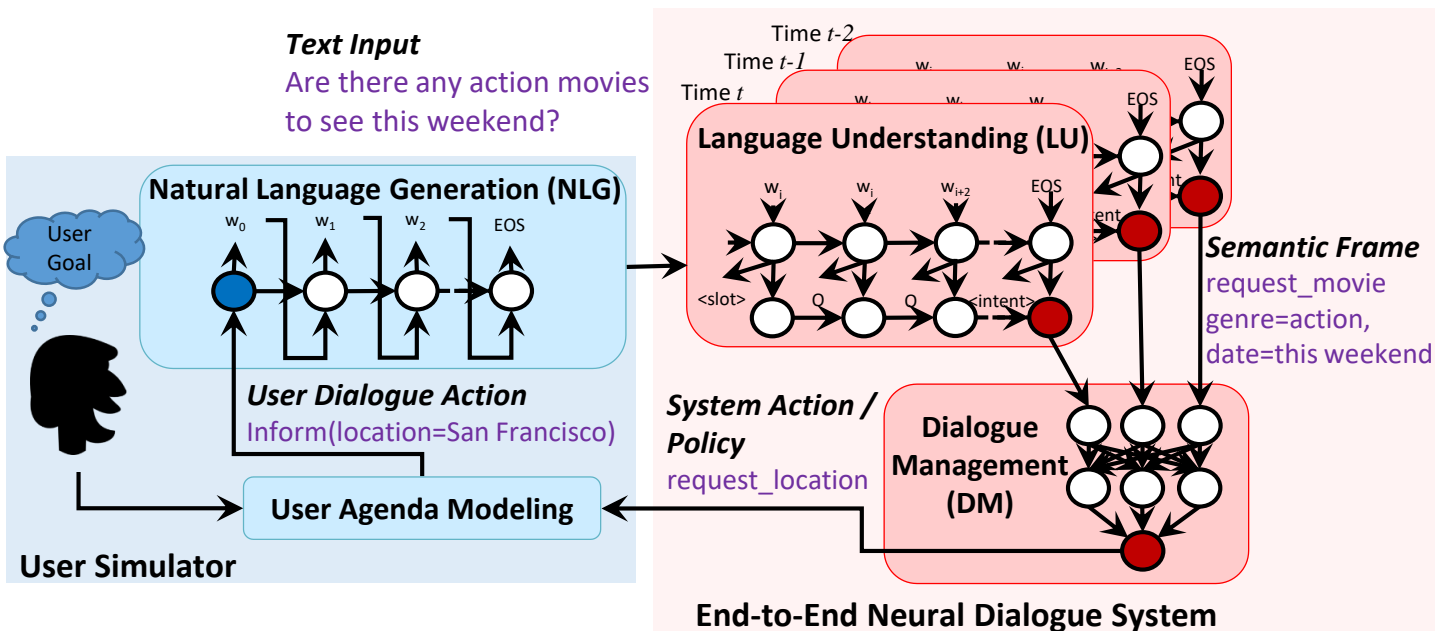 Text Input
Are there any action movies
to see this weekend?
Time t-2
Time t-1
Time t
EOS
EOS
Language Understanding (LU)
wi
wi
wi+2
EOS
<slot>
O
O
<intent>
Natural Language Generation (NLG)
w0
w1
w2
EOS
User
Goal
Semantic Frame
request_movie
genre=action,
date=this weekend
User Dialogue Action
Inform(location=San Francisco)
System Action /
Policy
request_location
Dialogue
Management
(DM)
User Agenda Modeling
User Simulator
End-to-End Neural Dialogue System